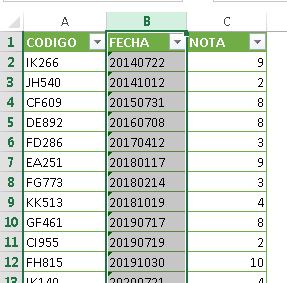 A B C
1 CODIGO FECHA NOTA
2 IK266 20140722 9
3 JH540 20141012 2
4 CF609 20150731 8
5 DE892 20160708 8
6 FD286 20170412 3
7 EA251 20180117 9
8 FG773 20180214 3
9 KK513 20181019 4
10 GF461 20190717 8
11 CI955 20190719 2
12 FH815 20191030 10
13 IK140 20200721 4